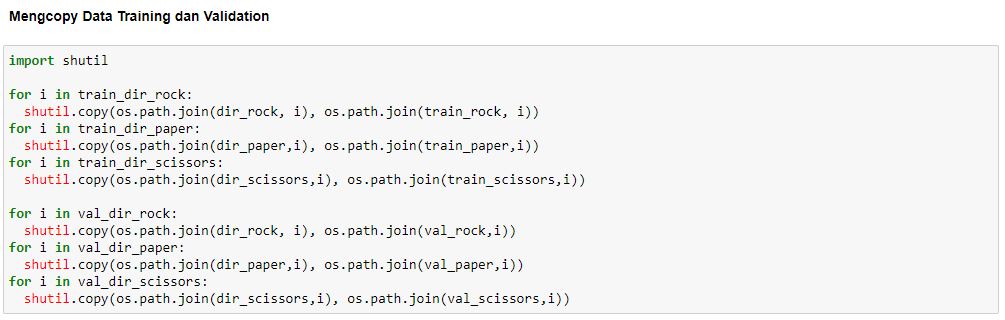 Mengcopy Data Training dan Validation
import shutil
for i in train_dir_rock:
  shutil.copy(os.path.join(dir_rock, i), os.path.join(train_rock, i))
for i in train_dir_paper:
  shutil.copy(os.path.join(dir_paper,i), os.path.join(train_paper,i))
for i in train_dir_scissors:
  shutil.copy(os.path.join(dir_scissors,i), os.path.join(train_scissors,i))
for i in val_dir_rock:
  shutil.copy(os.path.join(dir_rock, i), os.path.join(val_rock,i))
for i in val_dir_paper:
  shutil.copy(os.path.join(dir_paper,i), os.path.join(val_paper,i))
for i in val_dir_scissors:
  shutil.copy(os.path.join(dir_scissors,i), os.path.join(val_scissors,i))